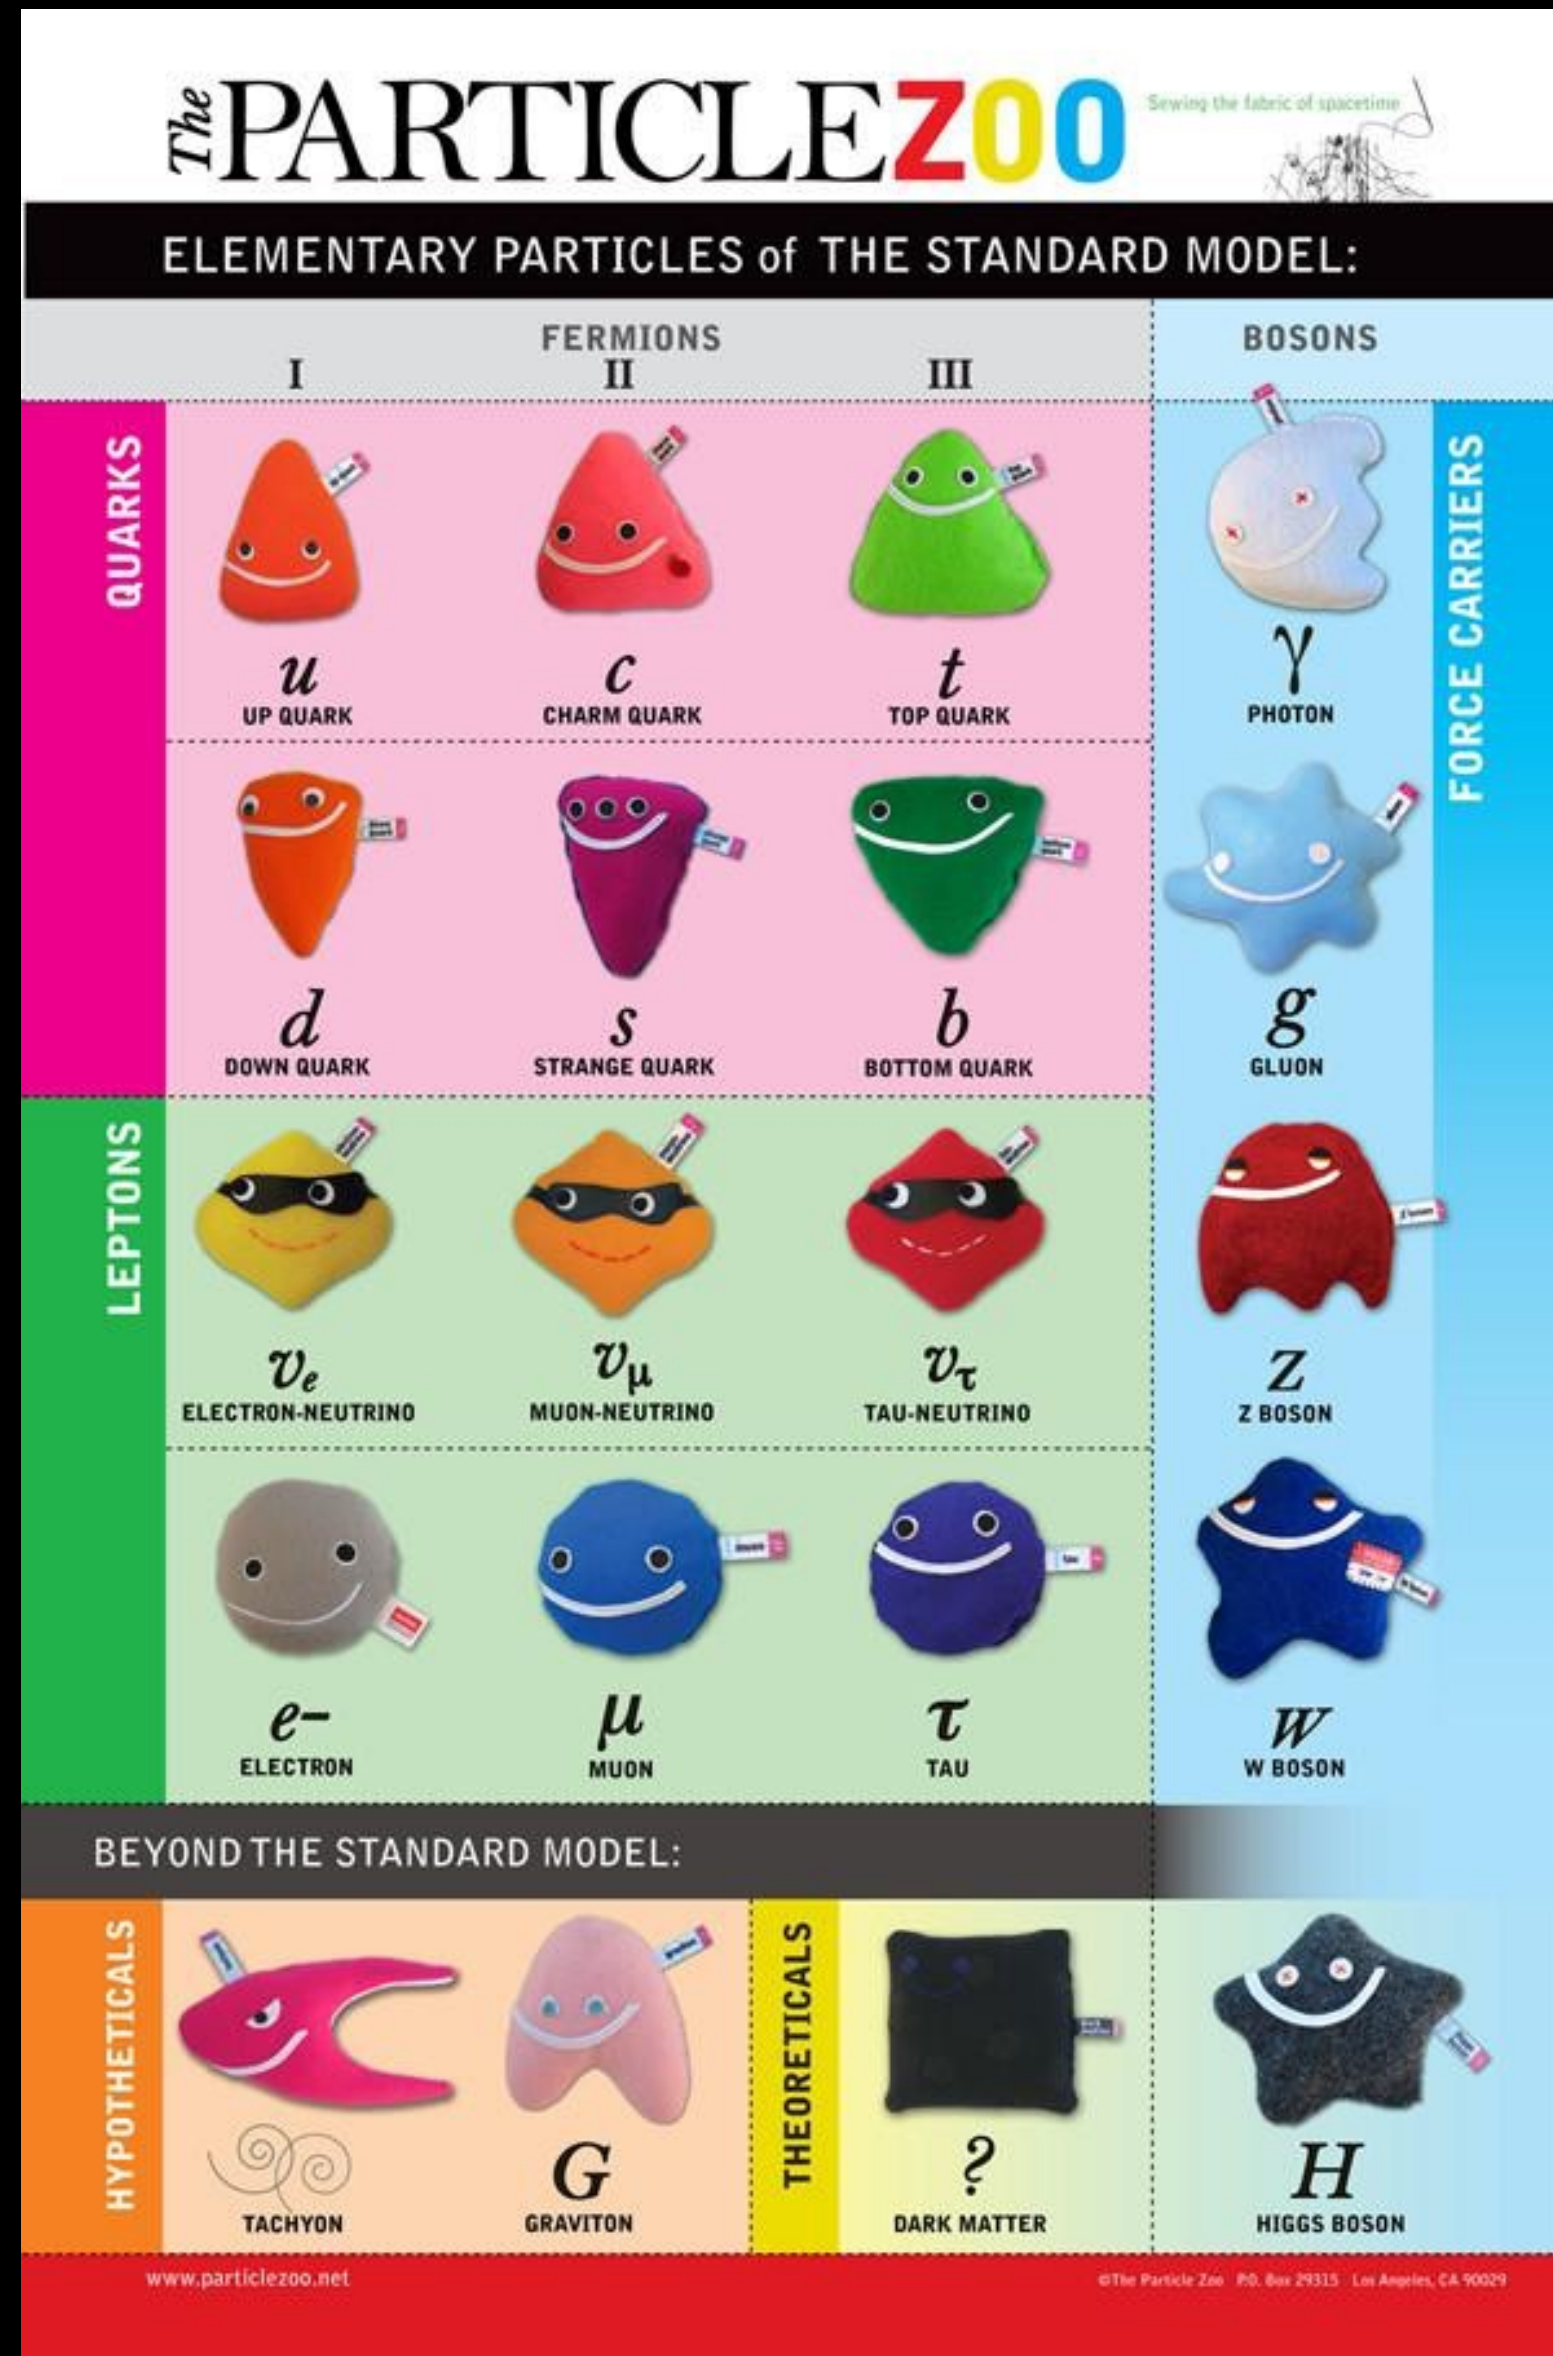 The PARTICLE ZOO
Sewing the fabric of spacetime
ELEMENTARY PARTICLES of THE STANDARD MODEL:
FERMIONS
BOSONS
I II III
QUARKS
FORCE CARRIERS
u c t γ
UP QUARK CHARM QUARK TOP QUARK PHOTON
d s b g
DOWN QUARK STRANGE QUARK BOTTOM QUARK GLUON
LEPTONS
νe νμ ντ Z
ELECTRON-NEUTRINO MUON-NEUTRINO TAU-NEUTRINO Z BOSON
e- μ τ W
ELECTRON MUON TAU W BOSON
BEYOND THE STANDARD MODEL:
HYPOTHETICALS
THEORETICALS
G ? H
TACHYON GRAVITON DARK MATTER HIGGS BOSON
www.particlezoo.net
©The Particle Zoo P.O. Box 29315 Los Angeles, CA 90029